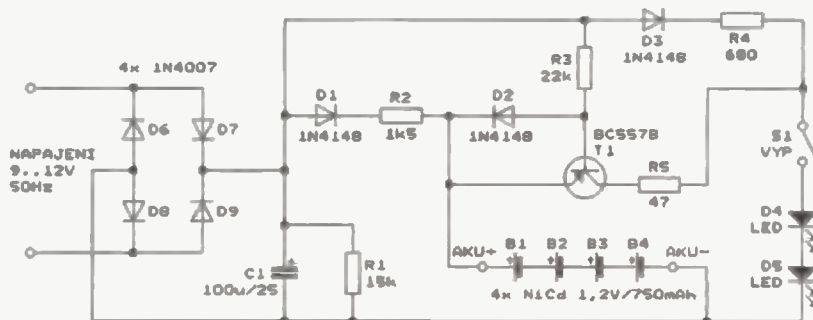 4x 1N4007
D6
D7
D8
D9
NAPAJENI
9..12V
50Hz
D1
1N4148
R2
1k5
D2
1N4148
R3
22k
D3
1N4148
R4
680
BC557B
T1
R5
47
S1
VYP
D4
LED
D5
LED
C1
100u/25
R1
15k
AKU+
B1
B2
B3
B4
AKU-
4x NiCd 1,2V/750mAh